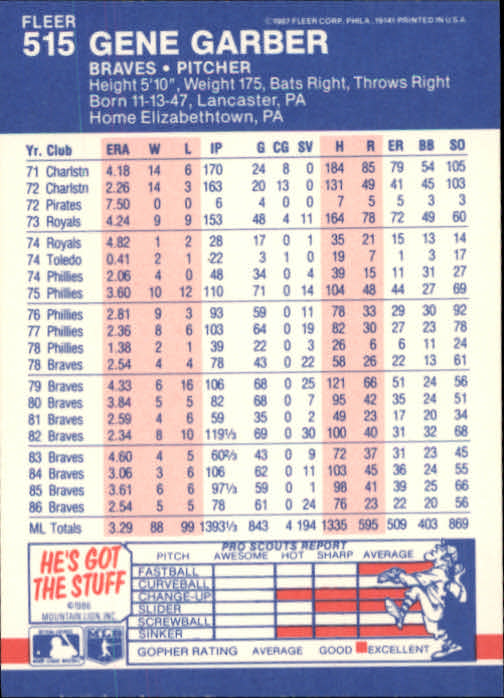 FLEER
515 GENE GARBER
©1987 FLEER CORP. PHILA., 19141 PRINTED IN U.S.A.
BRAVES • PITCHER
Height 5'10", Weight 175, Bats Right, Throws Right
Born 11-13-47, Lancaster, PA
Home Elizabethtown, PA
Yr. Club ERA W L IP G CG SV H R ER BB SO
71 Charlstn 4.18 14 6 170 24 8 0 184 85 79 54 105
72 Charlstn 2.26 14 3 163 20 13 0 131 49 41 45 103
72 Pirates 7.50 0 0 6 4 0 0 7 5 5 3 3
73 Royals 4.24 9 9 153 48 4 11 164 78 72 49 60
74 Royals 4.82 1 2 28 17 0 1 35 21 15 13 14
74 Toledo 0.41 2 1 22 3 1 0 19 7 1 3 17
74 Phillies 2.06 4 0 48 34 0 4 39 15 11 31 27
75 Phillies 3.60 10 12 110 71 0 14 104 48 44 27 69
76 Phillies 2.81 9 3 93 59 0 11 78 33 29 30 92
77 Phillies 2.36 8 6 103 64 0 19 82 30 27 23 78
78 Phillies 1.38 2 1 39 22 0 3 26 6 6 11 24
78 Braves 2.54 4 4 78 43 0 22 58 26 22 13 61
79 Braves 4.33 6 16 106 68 0 25 121 66 51 24 56
80 Braves 3.84 5 5 82 68 0 7 95 42 35 24 51
81 Braves 2.59 4 6 59 35 0 2 49 23 17 20 34
82 Braves 2.34 8 10 119⅓ 69 0 30 100 40 31 32 68
83 Braves 4.60 4 5 60⅔ 43 0 9 72 37 31 23 45
84 Braves 3.06 3 6 106 62 0 11 103 45 36 24 55
85 Braves 3.61 6 6 97⅓ 59 0 1 98 41 39 25 66
86 Braves 2.54 5 5 78 61 0 24 76 23 22 20 56
ML Totals 3.29 88 99 1393⅓ 843 4 194 1335 595 509 403 869
HE'S GOT
THE STUFF
©1986
MOUNTAIN LION, INC.
PRO SCOUTS REPORT
PITCH AWESOME HOT SHARP AVERAGE
FASTBALL
CURVEBALL
CHANGE-UP
SLIDER
SCREWBALL
SINKER
GOPHER RATING AVERAGE GOOD EXCELLENT